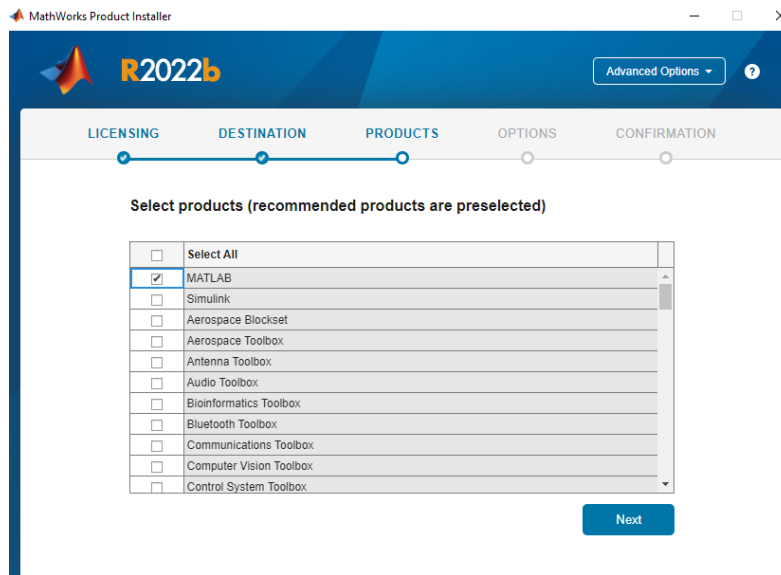 MathWorks Product Installer
R2022b
Advanced Options
?
LICENSING DESTINATION PRODUCTS OPTIONS CONFIRMATION
Select products (recommended products are preselected)
Select All
MATLAB
Simulink
Aerospace Blockset
Aerospace Toolbox
Antenna Toolbox
Audio Toolbox
Bioinformatics Toolbox
Bluetooth Toolbox
Communications Toolbox
Computer Vision Toolbox
Control System Toolbox
Next